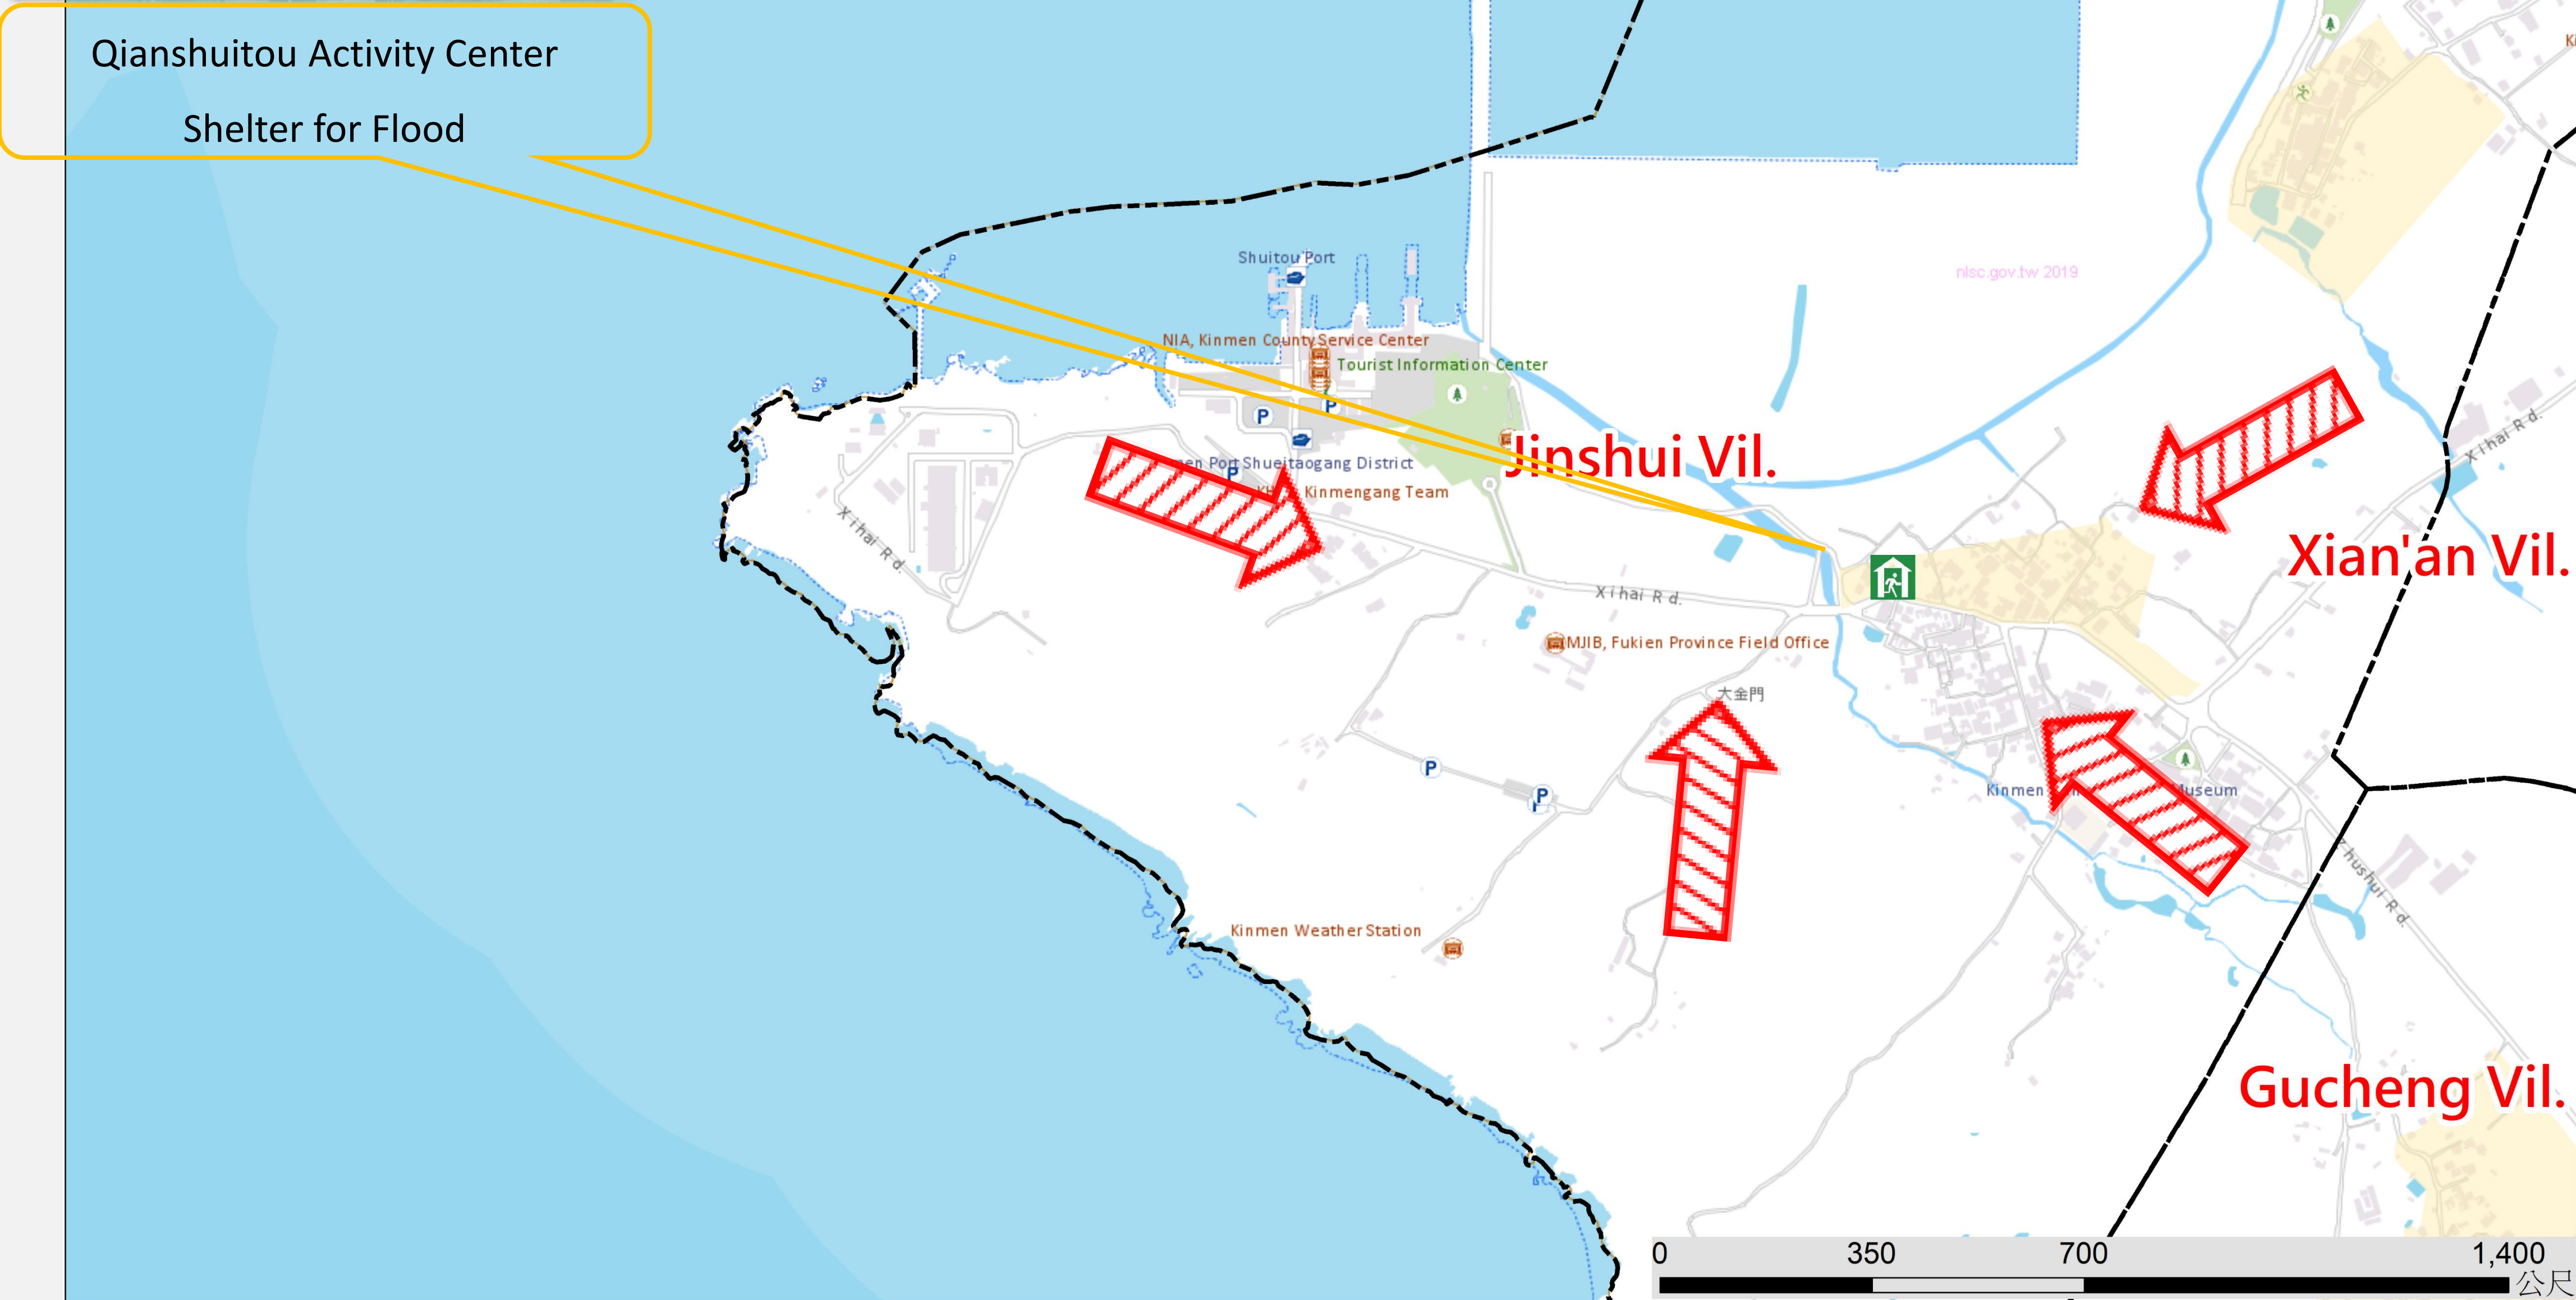 Qianshuitou Activity Center
Shelter for Flood
Shuitou Port
nlsc.gov.tw 2019
NIA, Kinmen County Service Center
Tourist Information Center
P
P
Jinshui Vil.
Xihai Rd.
Port Shueitaogang District
P
Kinmengang Team
Xihai Rd.
Xian'an Vil.
Xihai Rd.
MJIB, Fukien Province Field Office
大金門
P
P
Kinmen
Museum
Zhushui Rd.
Kinmen Weather Station
Gucheng Vil.
0 350 700 1,400
公尺